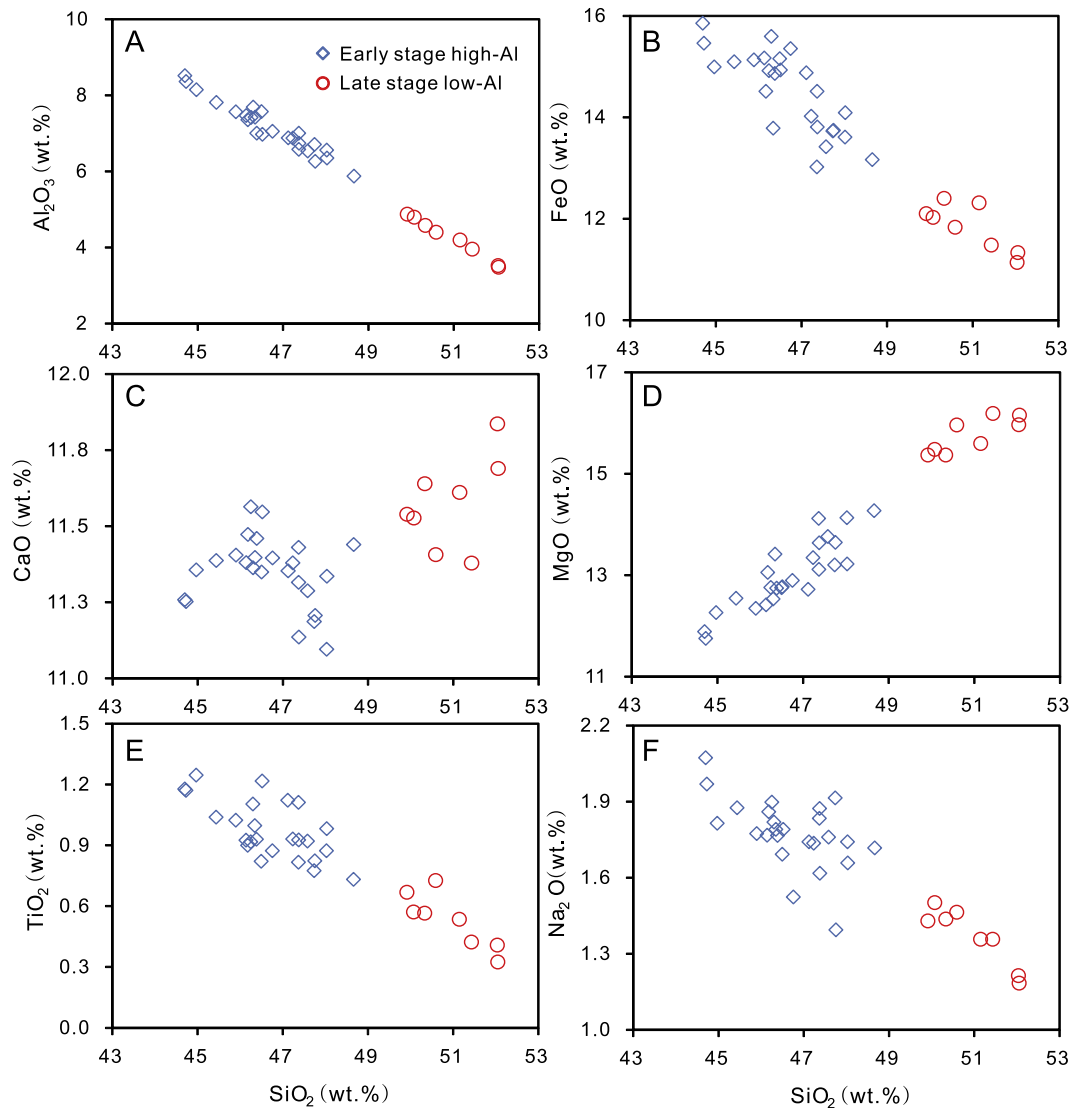 A
Early stage high-Al
Late stage low-Al
Al₂O₃ (wt.%)
10
8
6
4
2
43 45 47 49 51 53
B
FeO (wt.%)
16
14
12
10
43 45 47 49 51 53
C
CaO (wt.%)
12.0
11.8
11.5
11.3
11.0
43 45 47 49 51 53
D
MgO (wt.%)
17
15
13
11
43 45 47 49 51 53
E
TiO₂ (wt.%)
1.5
1.2
0.9
0.6
0.3
0.0
43 45 47 49 51 53
SiO₂ (wt.%)
F
Na₂ O(wt.%)
2.2
1.9
1.6
1.3
1.0
43 45 47 49 51 53
SiO₂ (wt.%)